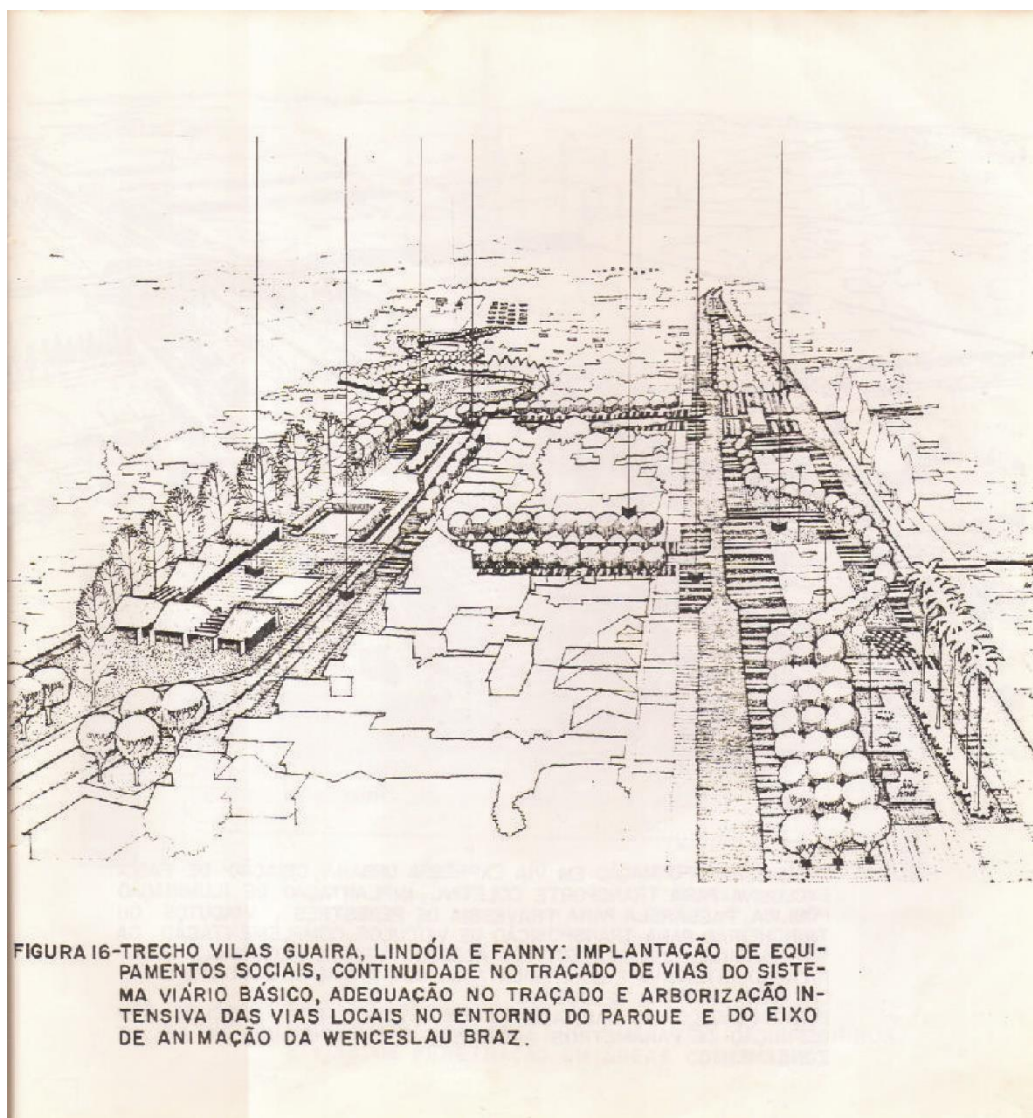 FIGURA 16-TRECHO VILAS GUAIRA, LINDÓIA E FANNY: IMPLANTAÇÃO DE EQUI-
PAMENTOS SOCIAIS, CONTINUIDADE NO TRAÇADO DE VIAS DO SISTE-
MA VIÁRIO BÁSICO, ADEQUAÇÃO NO TRAÇADO E ARBORIZAÇÃO IN-
TENSIVA DAS VIAS LOCAIS NO ENTORNO DO PARQUE E DO EIXO
DE ANIMAÇÃO DA WENCESLAU BRAZ.